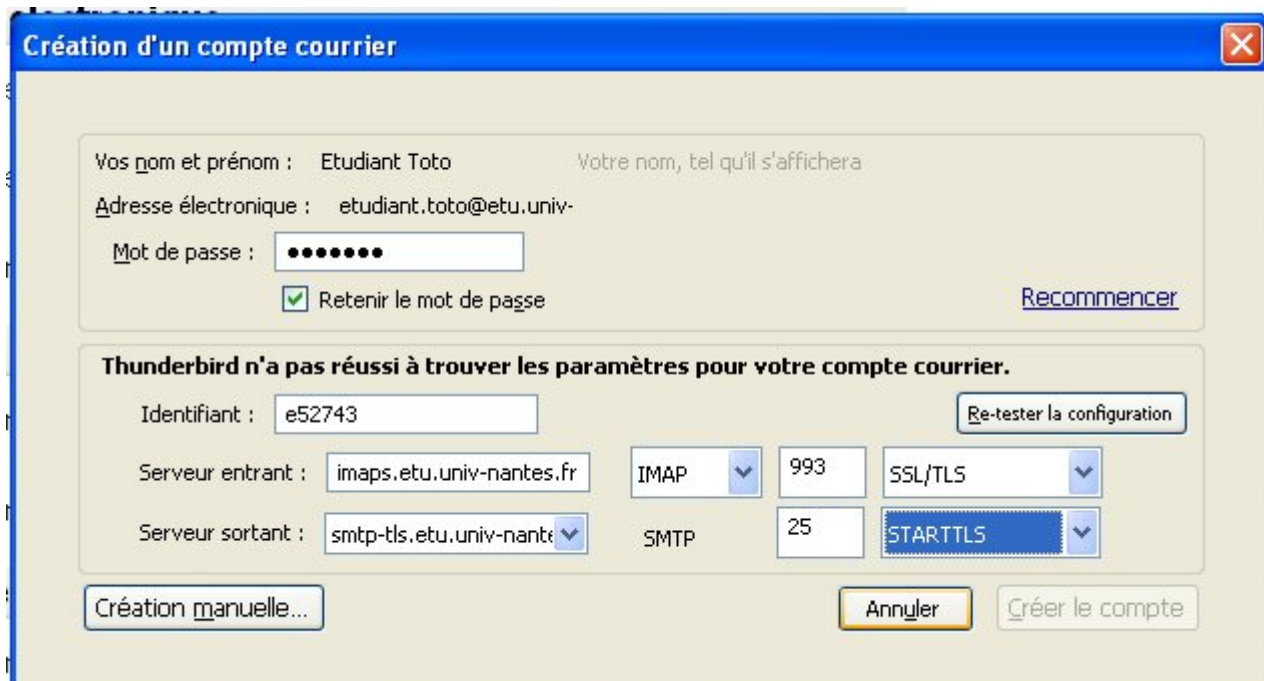 électronique
Création d'un compte courrier
Vos nom et prénom : Etudiant Toto Votre nom, tel qu'il s'affichera
Adresse électronique : etudiant.toto@etu.univ-
Mot de passe : •••••••
Retenir le mot de passe
Recommencer
Thunderbird n'a pas réussi à trouver les paramètres pour votre compte courrier.
Identifiant : e52743 Re-tester la configuration
Serveur entrant : imaps.etu.univ-nantes.fr IMAP 993 SSL/TLS
Serveur sortant : smtp-tls.etu.univ-nante SMTP 25 STARTTLS
Création manuelle... Annuler Créer le compte